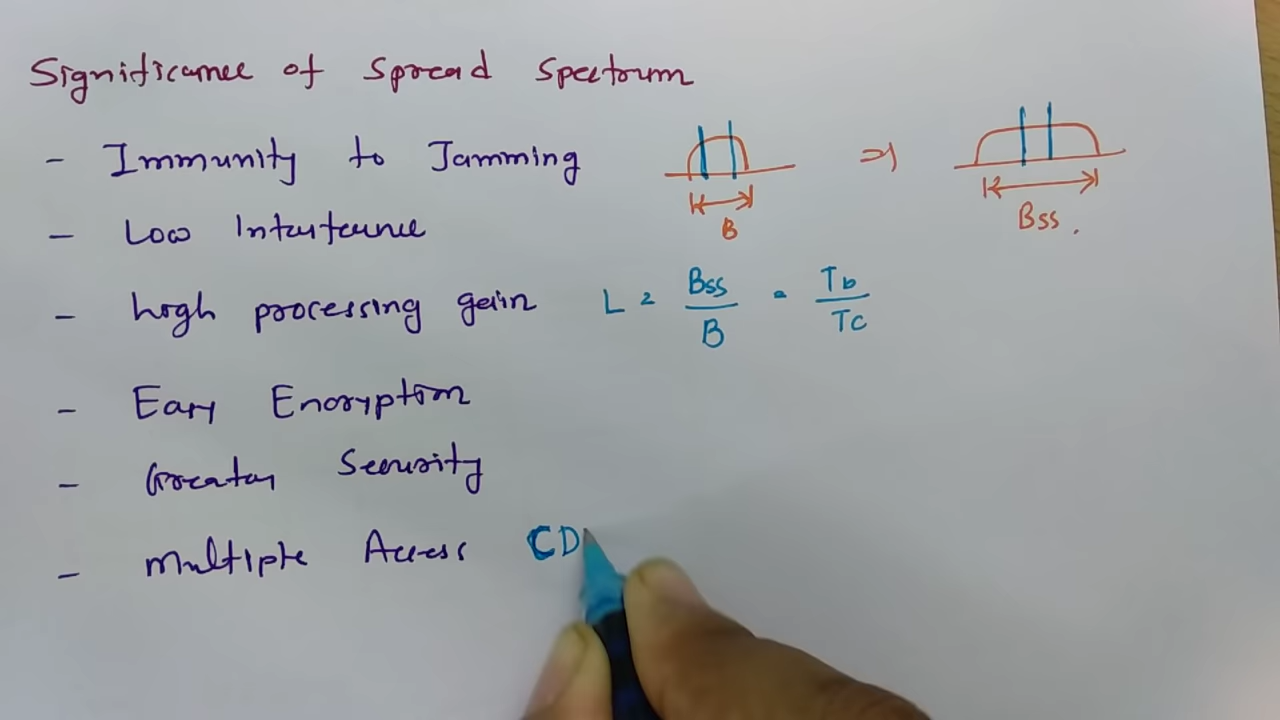 Significance of Spread Spectrum
- Immunity to Jamming
B
⇒
Bss.
- Low Interference
- high processing gain L = Bss/B = Tb/Tc
- Easy Encryption
- Greater Security
- Multiple Access CD